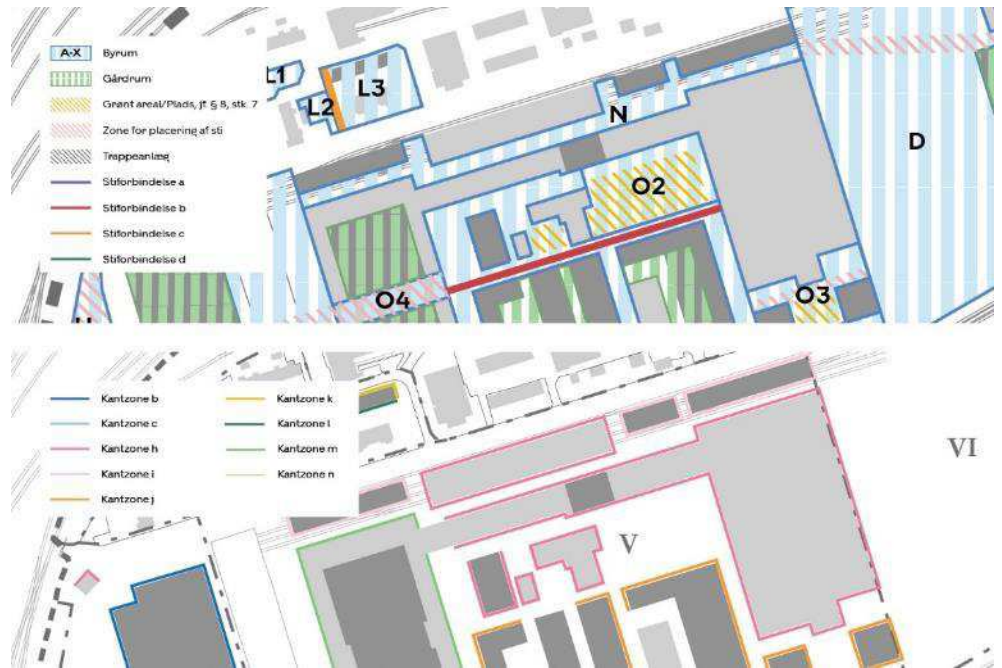 A-X Byrum
Gårdrum
Grønt areal/Plads, jf. § 8, stk. 7
Zone for placering af sti
Trappeanlæg
Stiforbindelse a
Stiforbindelse b
Stiforbindelse c
Stiforbindelse d
L1
L2
L3
N
D
O2
O4
O3
Kantzone b
Kantzone c
Kantzone h
Kantzone i
Kantzone j
Kantzone k
Kantzone l
Kantzone m
Kantzone n
VI
V